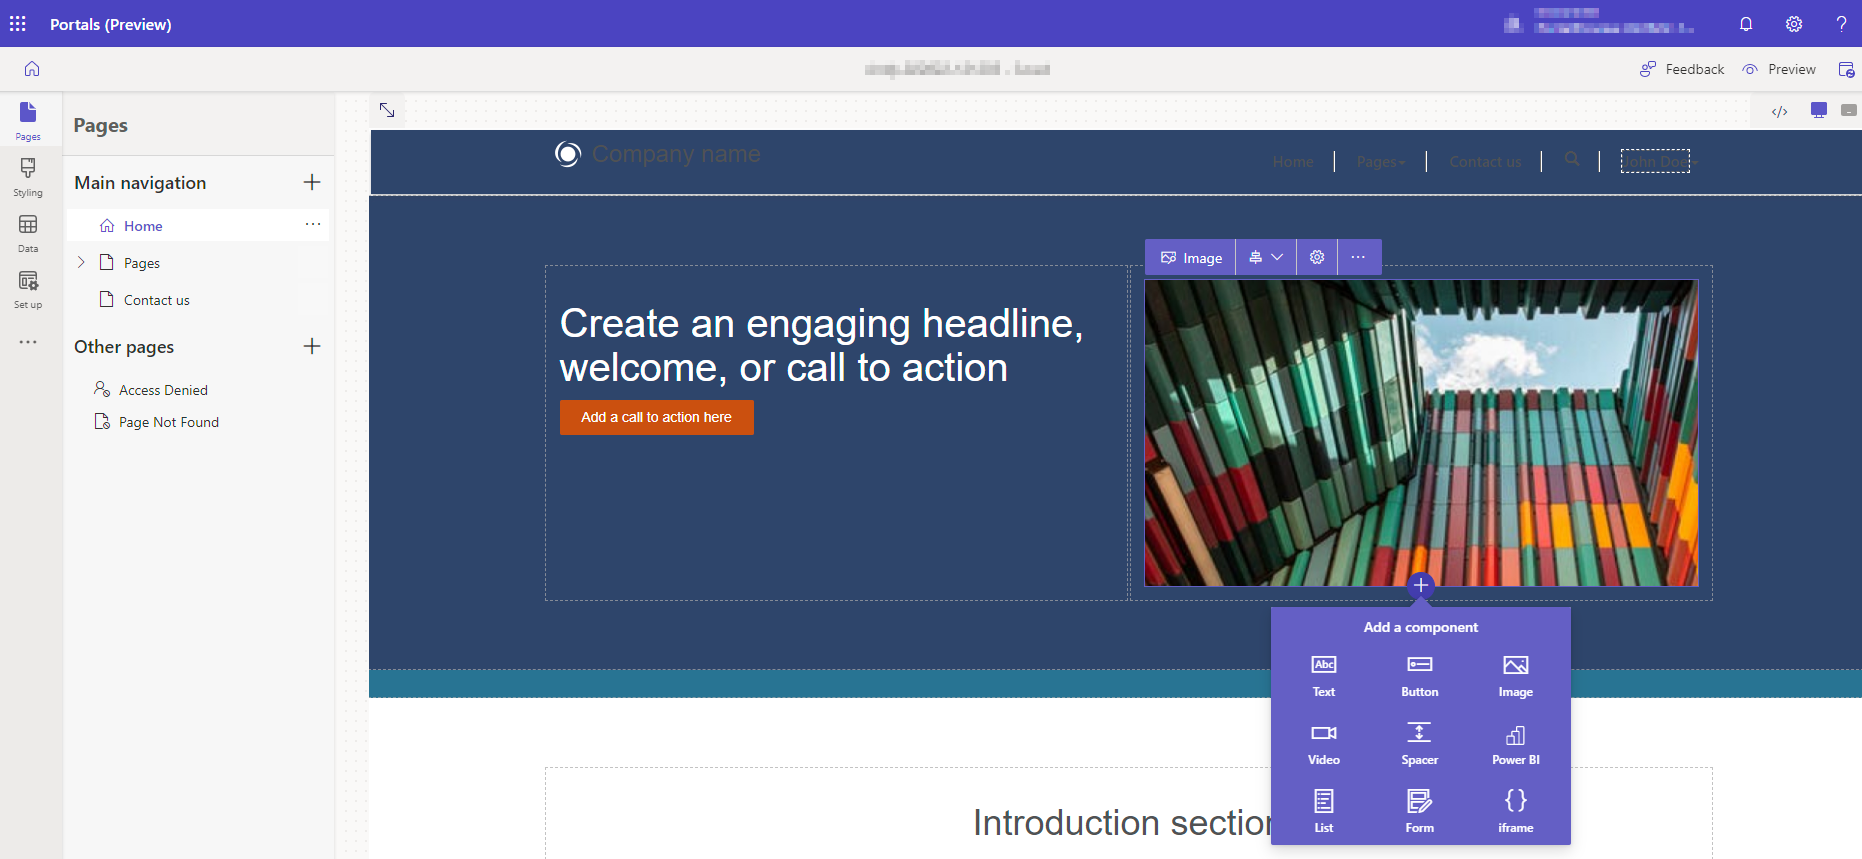 Portals (Preview)
Feedback
Preview
Pages
Styling
Data
Set up
Pages
Main navigation
Home
Pages
Contact us
Other pages
Access Denied
Page Not Found
</>
Company name
Home
Pages
Contact us
John Doe
Image
Create an engaging headline,
welcome, or call to action
Add a call to action here
Add a component
Abc
Text
Button
Image
Video
Spacer
Power BI
List
Form
iframe
Introduction section